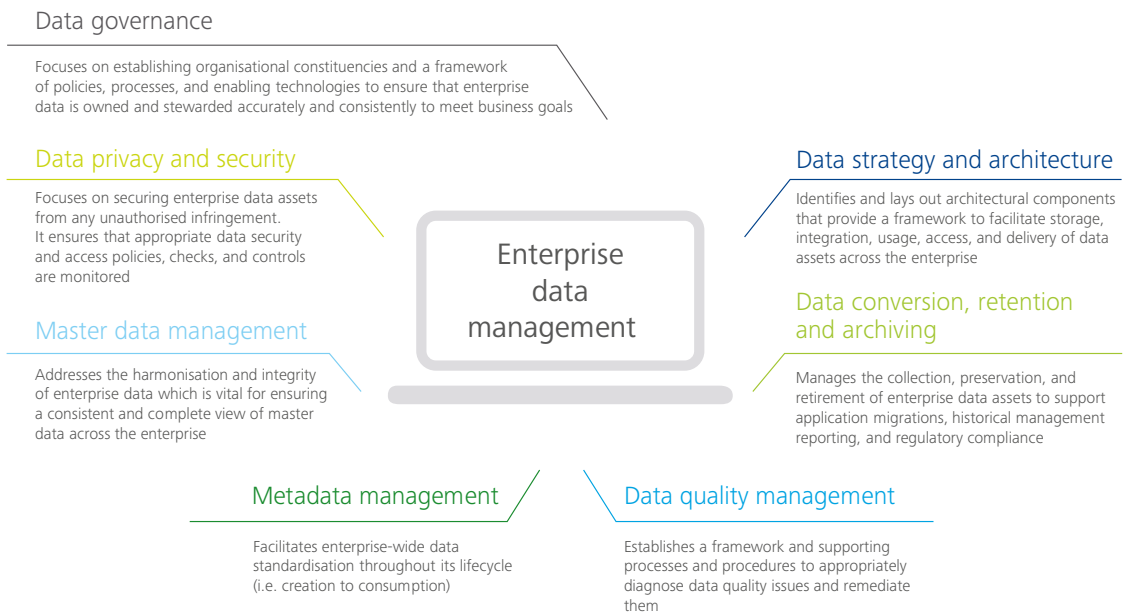 Data governance
Focuses on establishing organisational constituencies and a framework
of policies, processes, and enabling technologies to ensure that enterprise
data is owned and stewarded accurately and consistently to meet business goals
Data privacy and security
Focuses on securing enterprise data assets
from any unauthorised infringement.
It ensures that appropriate data security
and access policies, checks, and controls
are monitored
Master data management
Addresses the harmonisation and integrity
of enterprise data which is vital for ensuring
a consistent and complete view of master
data across the enterprise
Enterprise
data
management
Data strategy and architecture
Identifies and lays out architectural components
that provide a framework to facilitate storage,
integration, usage, access, and delivery of data
assets across the enterprise
Data conversion, retention
and archiving
Manages the collection, preservation, and
retirement of enterprise data assets to support
application migrations, historical management
reporting, and regulatory compliance
Metadata management
Facilitates enterprise-wide data
standardisation throughout its lifecycle
(i.e. creation to consumption)
Data quality management
Establishes a framework and supporting
processes and procedures to appropriately
diagnose data quality issues and remediate
them